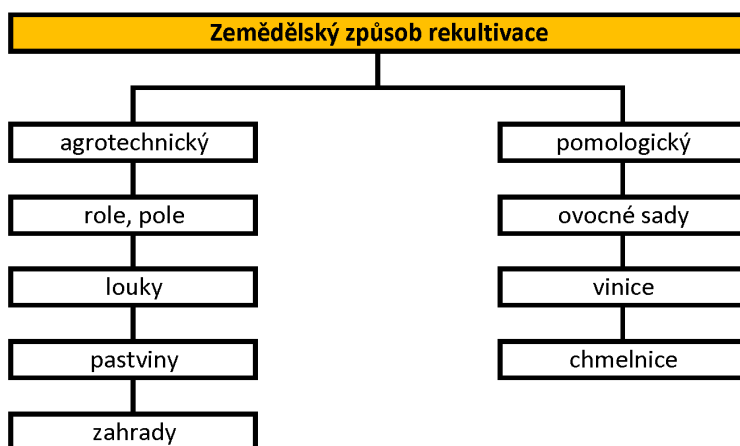 Zemědělský způsob rekultivace
agrotechnický
role, pole
louky
pastviny
zahrady
pomologický
ovocné sady
vinice
chmelnice